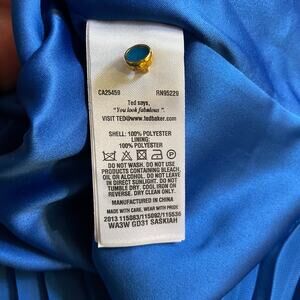 CA25459 RN95229
Ted says,
"You look fabulous".
VISIT TED@www.tedbaker.com
SHELL: 100% POLYESTER
LINING:
100% POLYESTER
DO NOT WASH. DO NOT USE
PRODUCTS CONTAINING BLEACH,
OIL OR ALCOHOL. DO NOT LEAVE
IN DIRECT SUNLIGHT. DO NOT
TUMBLE DRY. COOL IRON ON
REVERSE. DRY CLEAN ONLY
MANUFACTURED IN CHINA
MADE WITH CARE, WEAR WITH PRIDE
2013 115083/115092/115536
WA3W GD31 SASKIAH